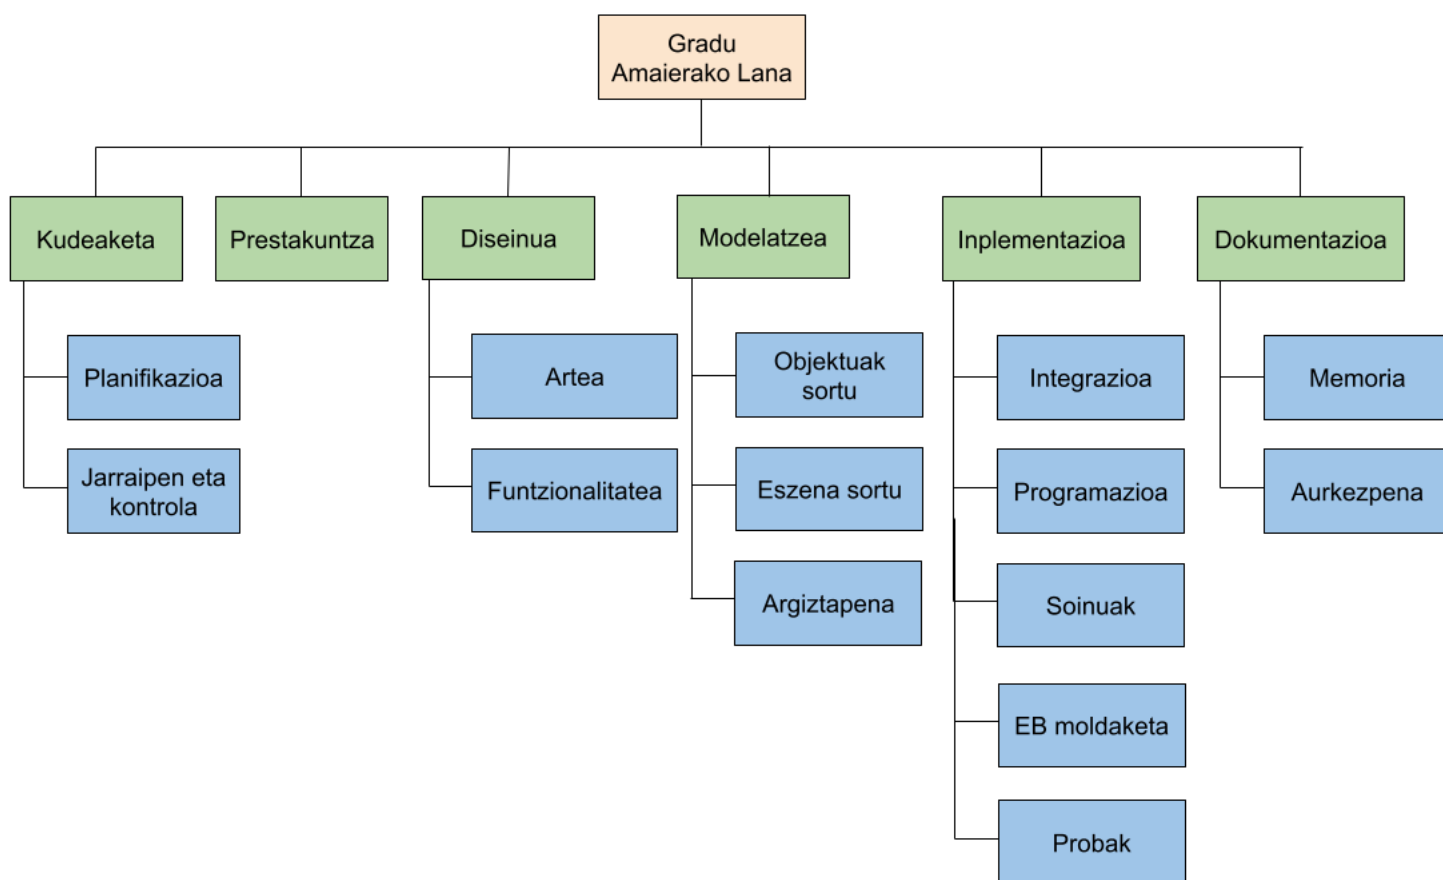 Gradu
Amaierako Lana
Kudeaketa
Prestakuntza
Diseinua
Modelatzea
Inplementazioa
Dokumentazioa
Planifikazioa
Jarraipen eta
kontrola
Artea
Funtzionalitatea
Objektuak
sortu
Eszena sortu
Argiztapena
Integrazioa
Programazioa
Soinuak
EB moldaketa
Probak
Memoria
Aurkezpena